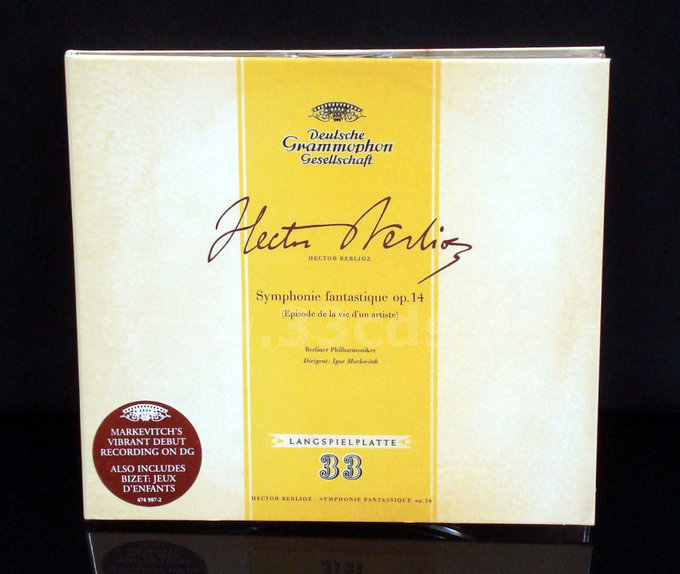 Deutsche
Grammophon
Gesellschaft
Hector Berlioz
HECTOR BERLIOZ
Symphonie fantastique op.14
(Episode de la vie d'un artiste)
Berliner Philharmoniker
Dirigent: Igor Markevitch
LANGSPIELPLATTE
33
HECTOR BERLIOZ · SYMPHONIE FANTASTIQUE op. 14
MARKEVITCH'S
VIBRANT DEBUT
RECORDING ON DG
ALSO INCLUDES
BIZET: JEUX
D'ENFANTS
474 987-2